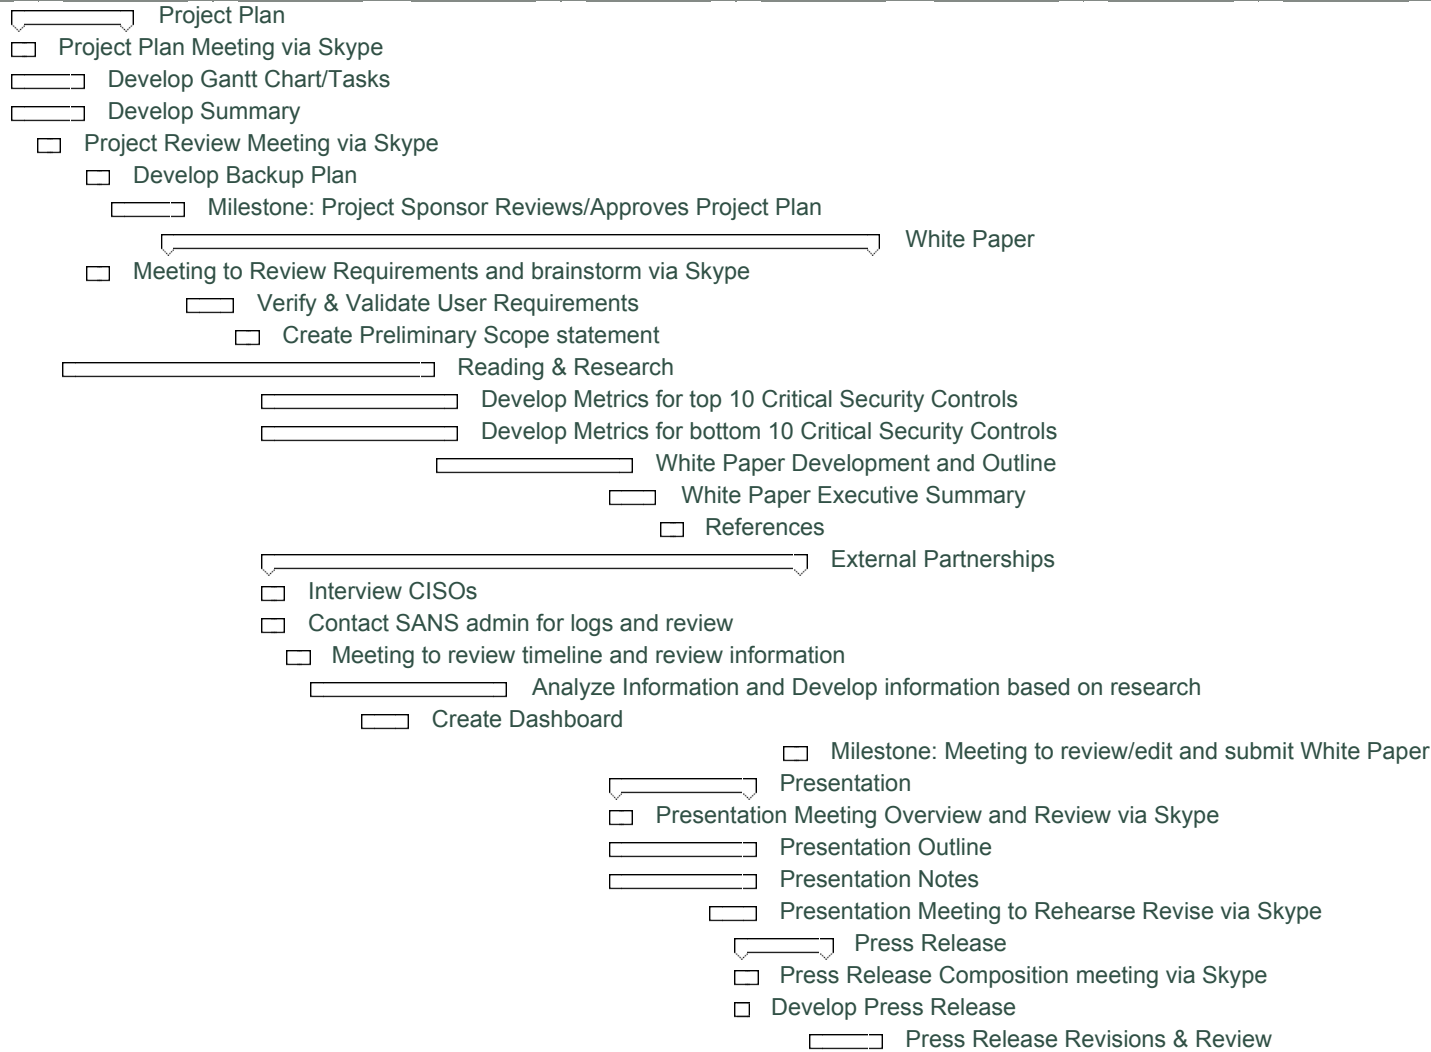 Project Plan
Project Plan Meeting via Skype
Develop Gantt Chart/Tasks
Develop Summary
Project Review Meeting via Skype
Develop Backup Plan
Milestone: Project Sponsor Reviews/Approves Project Plan
White Paper
Meeting to Review Requirements and brainstorm via Skype
Verify & Validate User Requirements
Create Preliminary Scope statement
Reading & Research
Develop Metrics for top 10 Critical Security Controls
Develop Metrics for bottom 10 Critical Security Controls
White Paper Development and Outline
White Paper Executive Summary
References
External Partnerships
Interview CISOs
Contact SANS admin for logs and review
Meeting to review timeline and review information
Analyze Information and Develop information based on research
Create Dashboard
Milestone: Meeting to review/edit and submit White Paper
Presentation
Presentation Meeting Overview and Review via Skype
Presentation Outline
Presentation Notes
Presentation Meeting to Rehearse Revise via Skype
Press Release
Press Release Composition meeting via Skype
Develop Press Release
Press Release Revisions & Review